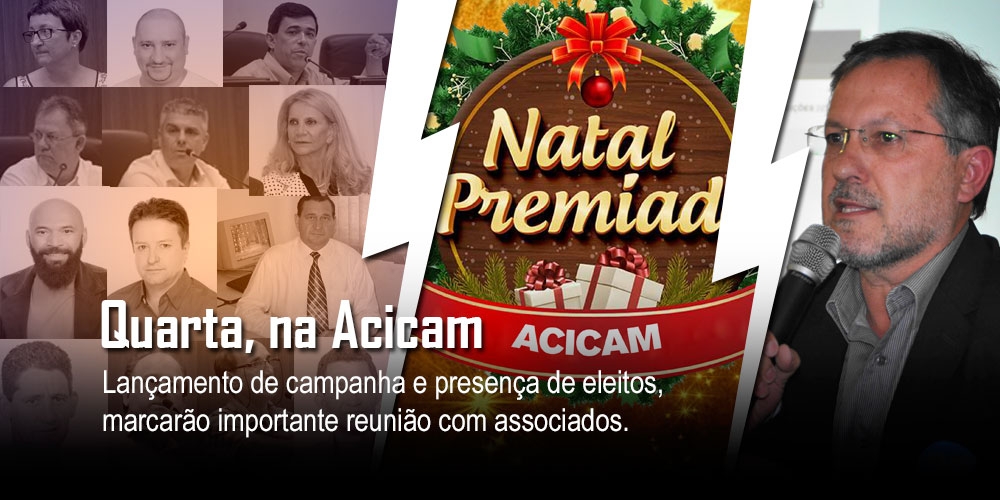 Natal
Premiad
ACICAM
Quarta, na Acicam
Lançamento de campanha e presença de eleitos,
marcarão importante reunião com associados.